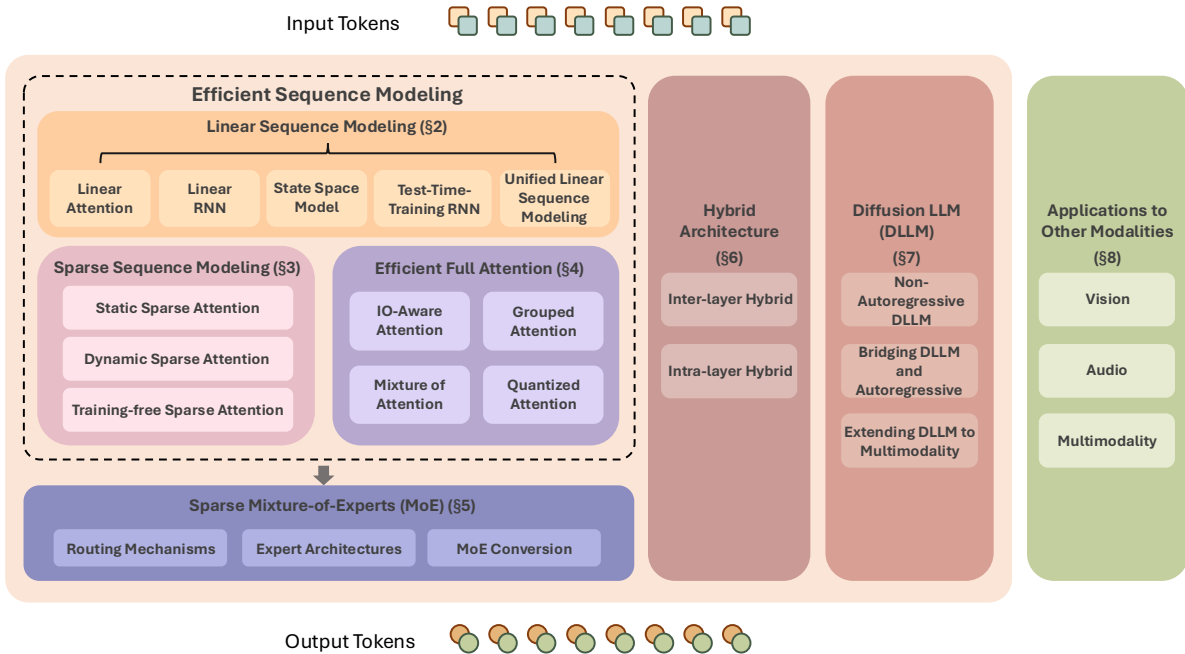 Input Tokens
Efficient Sequence Modeling
Linear Sequence Modeling (§2)
Linear
Attention
Linear
RNN
State Space
Model
Test-Time-
Training RNN
Unified Linear
Sequence
Modeling
Sparse Sequence Modeling (§3)
Static Sparse Attention
Dynamic Sparse Attention
Training-free Sparse Attention
Efficient Full Attention (§4)
IO-Aware
Attention
Grouped
Attention
Mixture of
Attention
Quantized
Attention
Sparse Mixture-of-Experts (MoE) (§5)
Routing Mechanisms
Expert Architectures
MoE Conversion
Hybrid
Architecture
(§6)
Inter-layer Hybrid
Intra-layer Hybrid
Diffusion LLM
(DLLM)
(§7)
Non-
Autoregressive
DLLM
Bridging DLLM
and
Autoregressive
Extending DLLM to
Multimodality
Applications to
Other Modalities
(§8)
Vision
Audio
Multimodality
Output Tokens